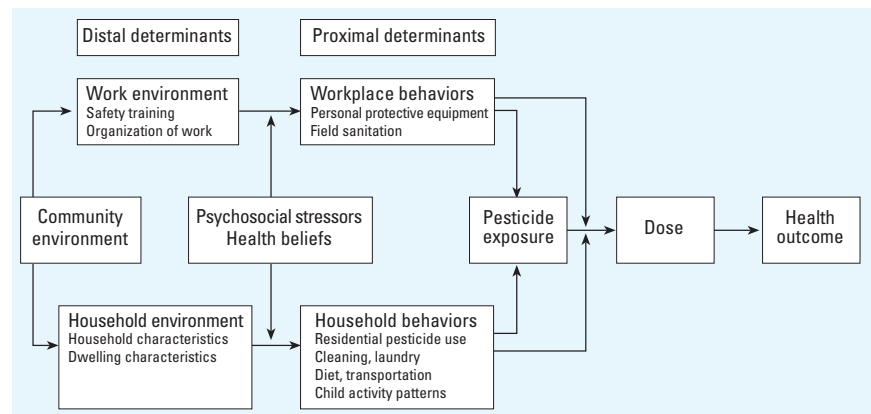 Distal determinants
Proximal determinants
Work environment
Safety training
Organization of work
Workplace behaviors
Personal protective equipment
Field sanitation
Community
environment
Psychosocial stressors
Health beliefs
Pesticide
exposure
Dose
Health
outcome
Household environment
Household characteristics
Dwelling characteristics
Household behaviors
Residential pesticide use
Cleaning, laundry
Diet, transportation
Child activity patterns